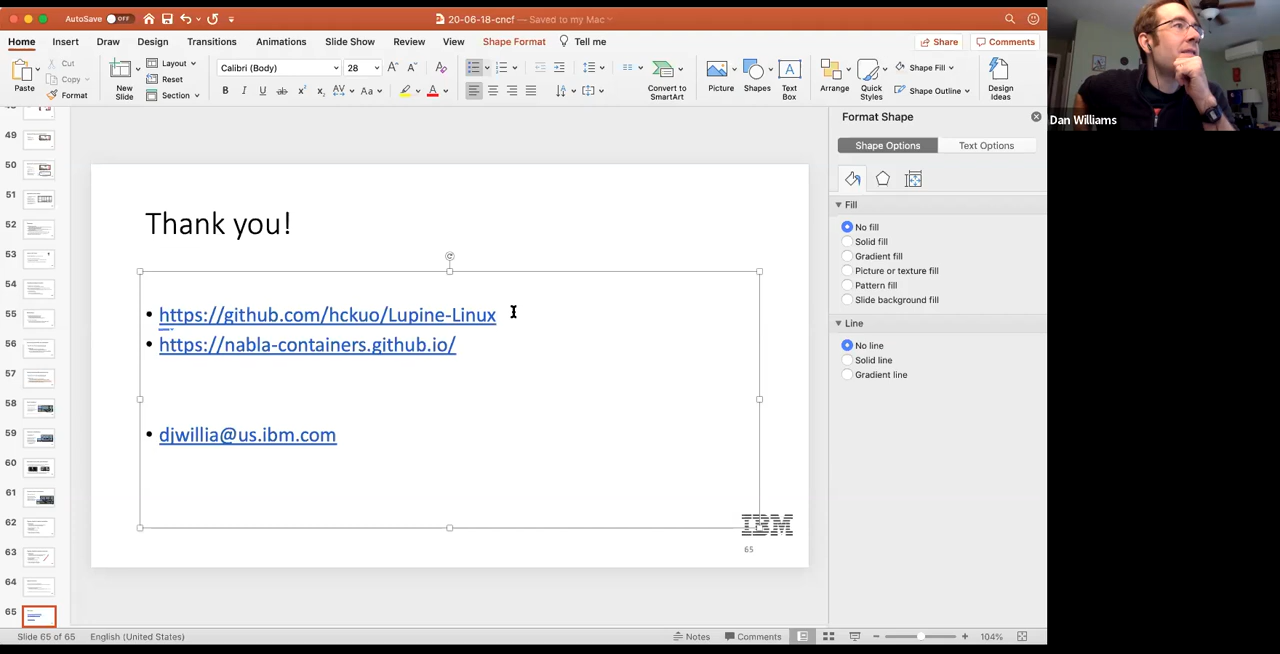 AutoSave OFF
20-06-18-cncf — Saved to my Mac
Home Insert Draw Design Transitions Animations Slide Show Review View Shape Format Tell me
Share Comments
Paste
Cut
Copy
Format
New Slide
Layout
Reset
Section
Calibri (Body) 28
Convert to SmartArt
Picture
Shapes
Text Box
Arrange
Quick Styles
Shape Fill
Shape Outline
Design Ideas
49
50
51
52
53
54
55
56
57
58
59
60
61
62
63
64
65
Thank you!
• https://github.com/hckuo/Lupine-Linux
• https://nabla-containers.github.io/
• djwillia@us.ibm.com
IBM
65
Format Shape
Shape Options Text Options
Fill
No fill
Solid fill
Gradient fill
Picture or texture fill
Pattern fill
Slide background fill
Line
No line
Solid line
Gradient line
Dan Williams
Slide 65 of 65 English (United States)
Notes Comments 104%